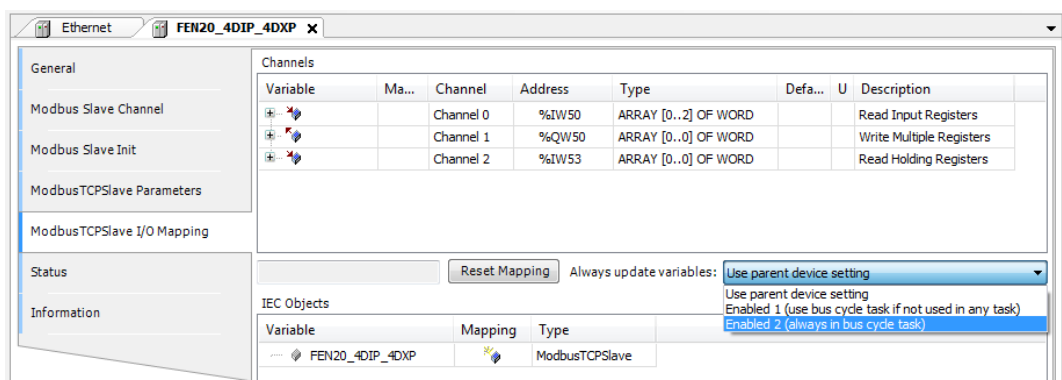 Ethernet FEN20_4DIP_4DXP
General
Modbus Slave Channel
Modbus Slave Init
ModbusTCPSlave Parameters
ModbusTCPSlave I/O Mapping
Status
Information
Channels
Variable Ma... Channel Address Type Defa... U Description
Channel 0 %IW50 ARRAY [0..2] OF WORD Read Input Registers
Channel 1 %QW50 ARRAY [0..0] OF WORD Write Multiple Registers
Channel 2 %IW53 ARRAY [0..0] OF WORD Read Holding Registers
Reset Mapping Always update variables: Use parent device setting
Use parent device setting
Enabled 1 (use bus cycle task if not used in any task)
Enabled 2 (always in bus cycle task)
IEC Objects
Variable Mapping Type
FEN20_4DIP_4DXP ModbusTCPSlave